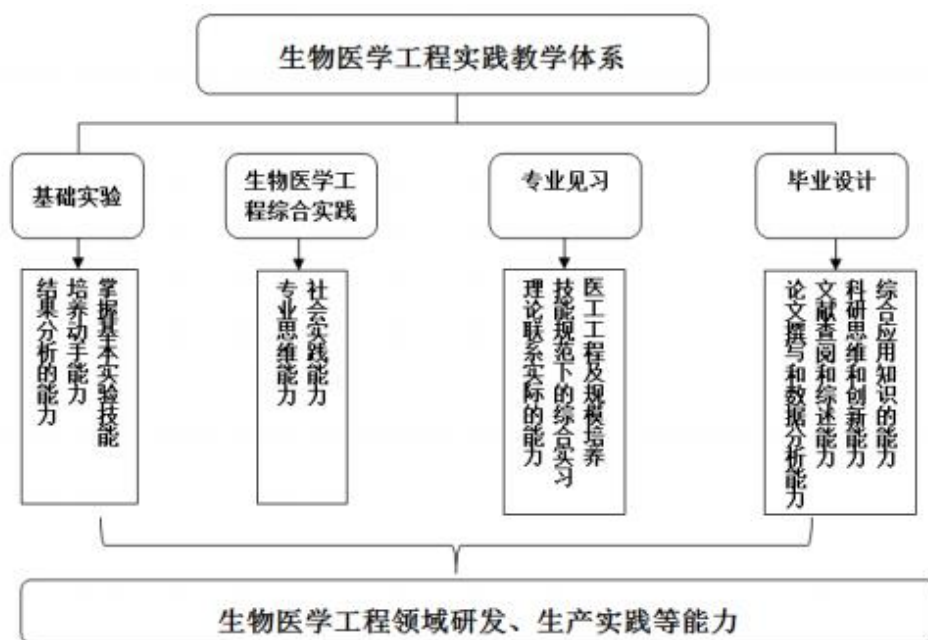 生物医学工程实践教学体系
基础实验
生物医学工
程综合实践
专业见习
毕业设计
掌握基本实验技能
培养动手能力
结果分析的能力
社会实践能力
专业思维能力
医工工程及规模培养
技能规范下的综合实习
理论联系实际的能力
综合应用知识的能力
科研思维和创新能力
文献查阅和综述能力
论文撰写和数据分析能力
生物医学工程领域研发、生产实践等能力